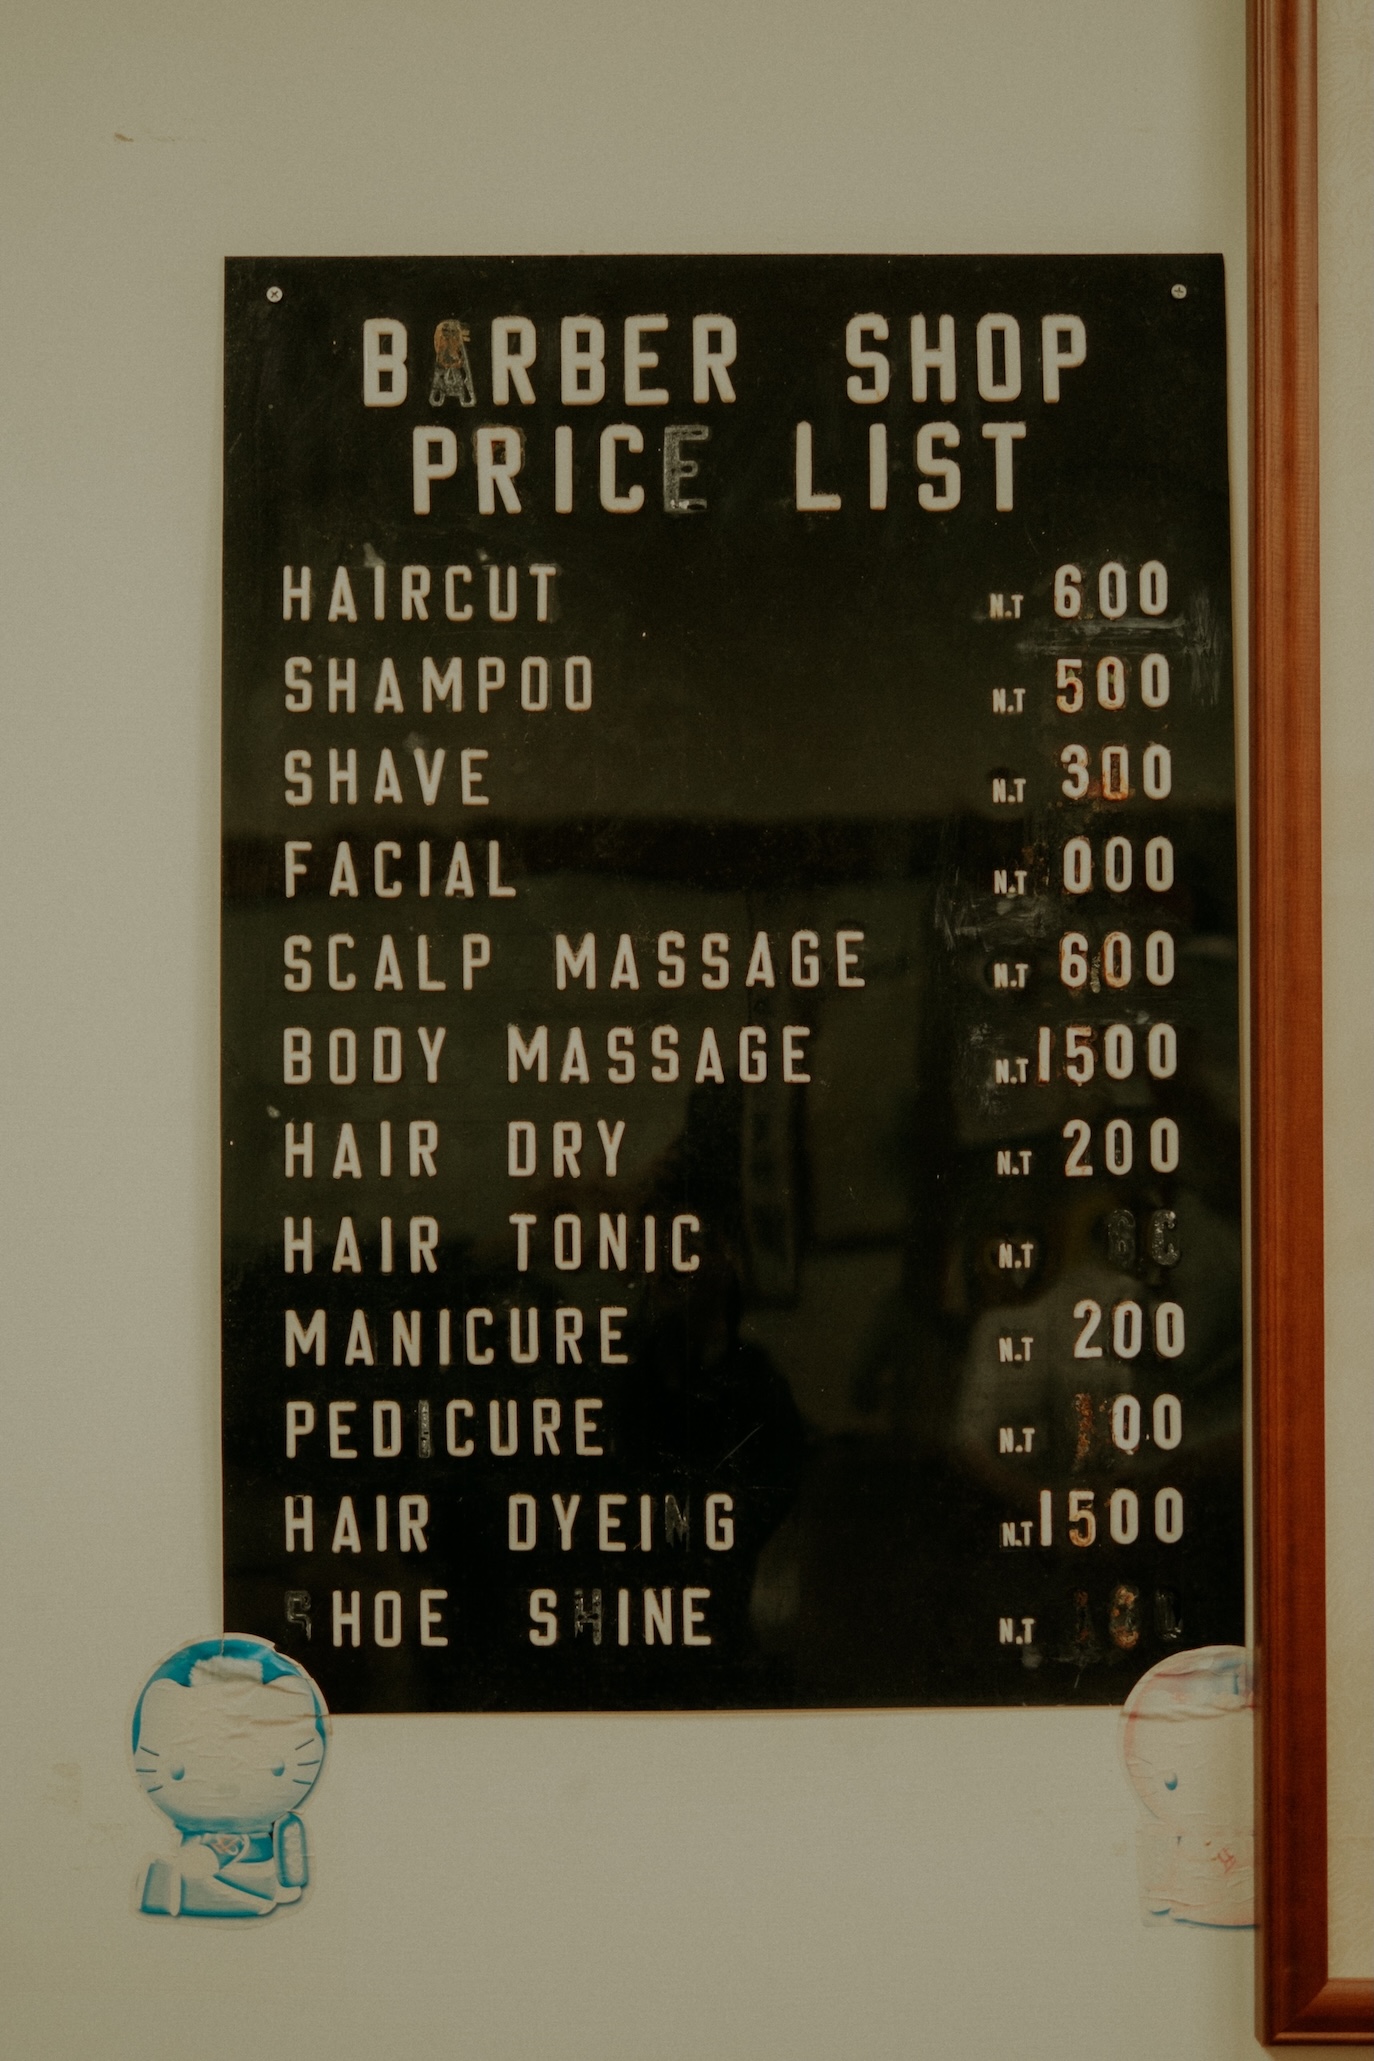 BARBER SHOP
PRICE LIST
HAIRCUT N.T 600
SHAMPOO N.T 500
SHAVE N.T 300
FACIAL N.T 000
SCALP MASSAGE N.T 600
BODY MASSAGE N.T 1500
HAIR DRY N.T 200
HAIR TONIC N.T
MANICURE N.T 200
PEDICURE N.T
HAIR DYEING N.T 1500
SHOE SHINE N.T